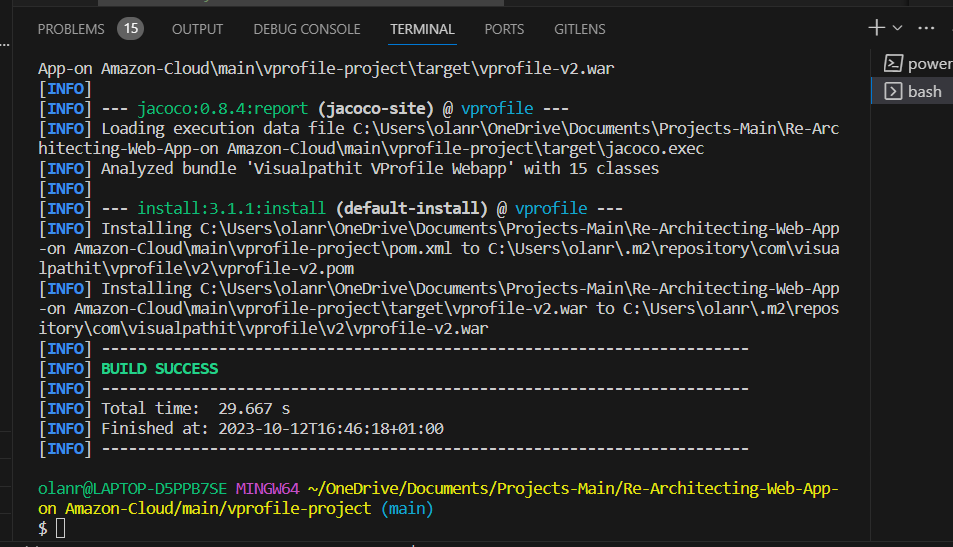 PROBLEMS 15 OUTPUT DEBUG CONSOLE TERMINAL PORTS GITLENS
App-on Amazon-Cloud\main\vprofile-project\target\vprofile-v2.war
[INFO]
[INFO] --- jacoco:0.8.4:report (jacoco-site) @ vprofile ---
[INFO] Loading execution data file C:\Users\olanr\OneDrive\Documents\Projects-Main\Re-Arc
hitecting-Web-App-on Amazon-Cloud\main\vprofile-project\target\jacoco.exec
[INFO] Analyzed bundle 'Visualpathit VProfile Webapp' with 15 classes
[INFO]
[INFO] --- install:3.1.1:install (default-install) @ vprofile ---
[INFO] Installing C:\Users\olanr\OneDrive\Documents\Projects-Main\Re-Architecting-Web-App
-on Amazon-Cloud\main\vprofile-project\pom.xml to C:\Users\olanr\.m2\repository\com\visua
lpathit\vprofile\v2\vprofile-v2.pom
[INFO] Installing C:\Users\olanr\OneDrive\Documents\Projects-Main\Re-Architecting-Web-App
-on Amazon-Cloud\main\vprofile-project\target\vprofile-v2.war to C:\Users\olanr\.m2\repos
itory\com\visualpathit\vprofile\v2\vprofile-v2.war
[INFO] ------------------------------------------------------------------------
[INFO] BUILD SUCCESS
[INFO] ------------------------------------------------------------------------
[INFO] Total time:  29.667 s
[INFO] Finished at: 2023-10-12T16:46:18+01:00
[INFO] ------------------------------------------------------------------------
olanr@LAPTOP-D5PPB7SE MINGW64 ~/OneDrive/Documents/Projects-Main/Re-Architecting-Web-App-
on Amazon-Cloud/main/vprofile-project (main)
$
power
bash